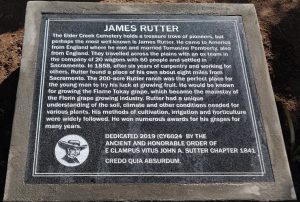 JAMES RUTTER
The Elder Creek Cemetery holds a treasure trove of pioneers, but
perhaps the most well known is James Rutter. He came to America
from England where he met and married Tomasino Pemberly, also
from England. They travelled across the plains with an ox team in
the company of 20 wagons with 60 people and settled in
Sacramento. In 1858, after six years of carpentry and working for
others, Rutter found a place of his own about eight miles from
Sacramento. The 200-acre Rutter ranch was the perfect place for
the young man to try his luck at growing fruit. He would be known
for growing the Flame Tokay grape, which became the mainstay of
the Florin grape growing industry. Rutter had a unique
understanding of the soil, climate and other conditions needed for
various plants. His methods of cultivation, irrigation and horticulture
were widely followed. He won numerous awards for his grapes for
many years.
DEDICATED 2019 (CY6024 BY THE
ANCIENT AND HONORABLE ORDER OF
E CLAMPUS VITUS JOHN A. SUTTER CHAPTER 1841
CREDO QUIA ABSURDUM.